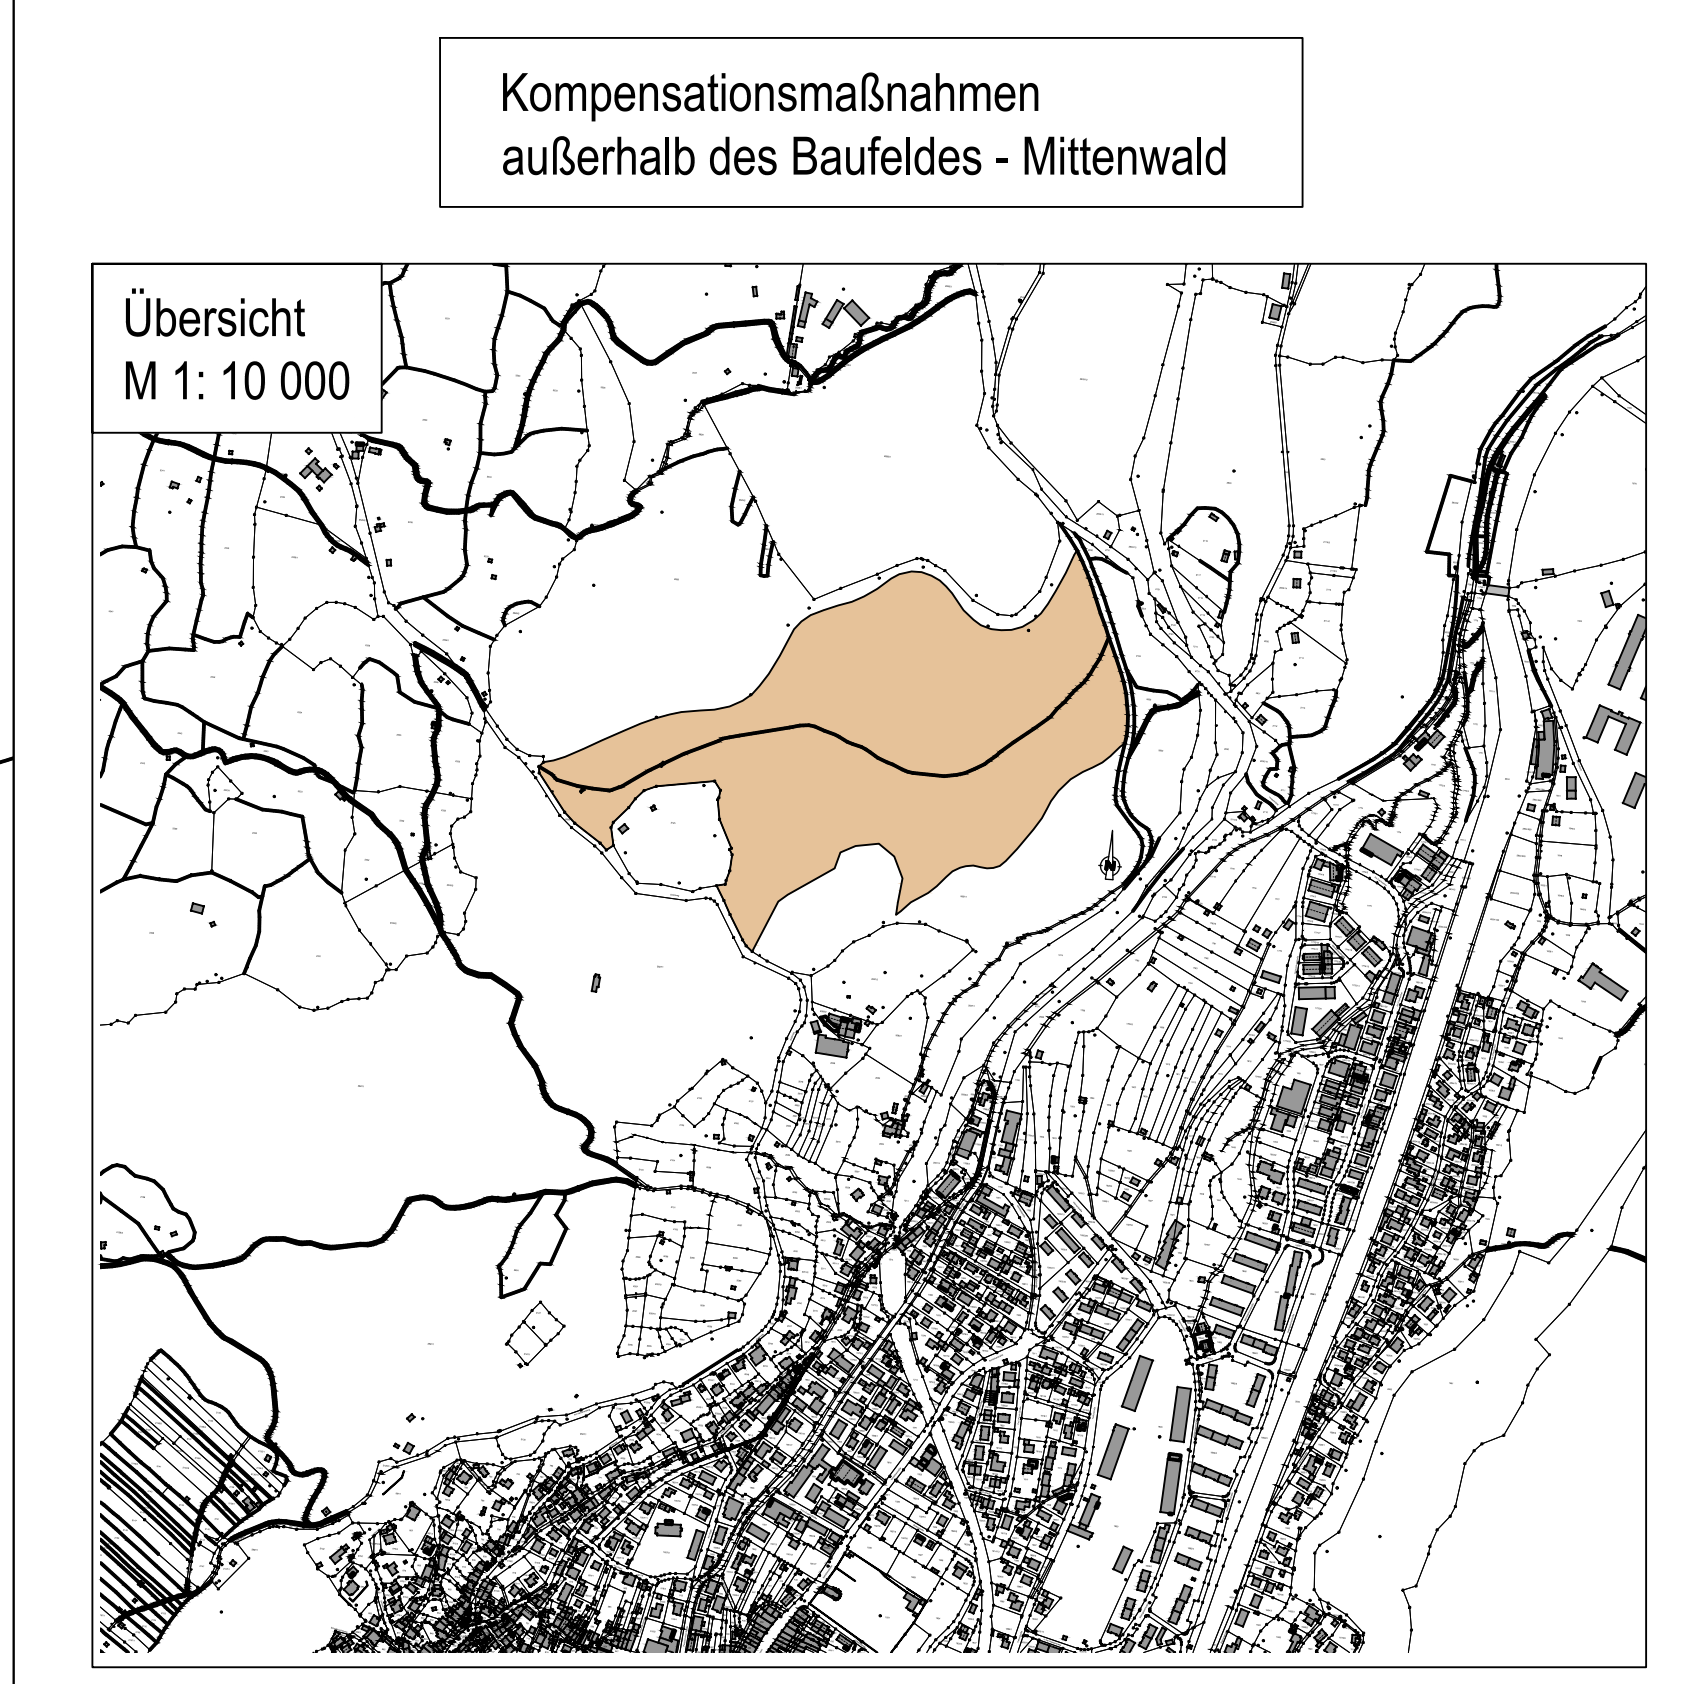 Kompensationsmaßnahmen
außerhalb des Baufeldes - Mittenwald
Übersicht
M 1: 10 000
N